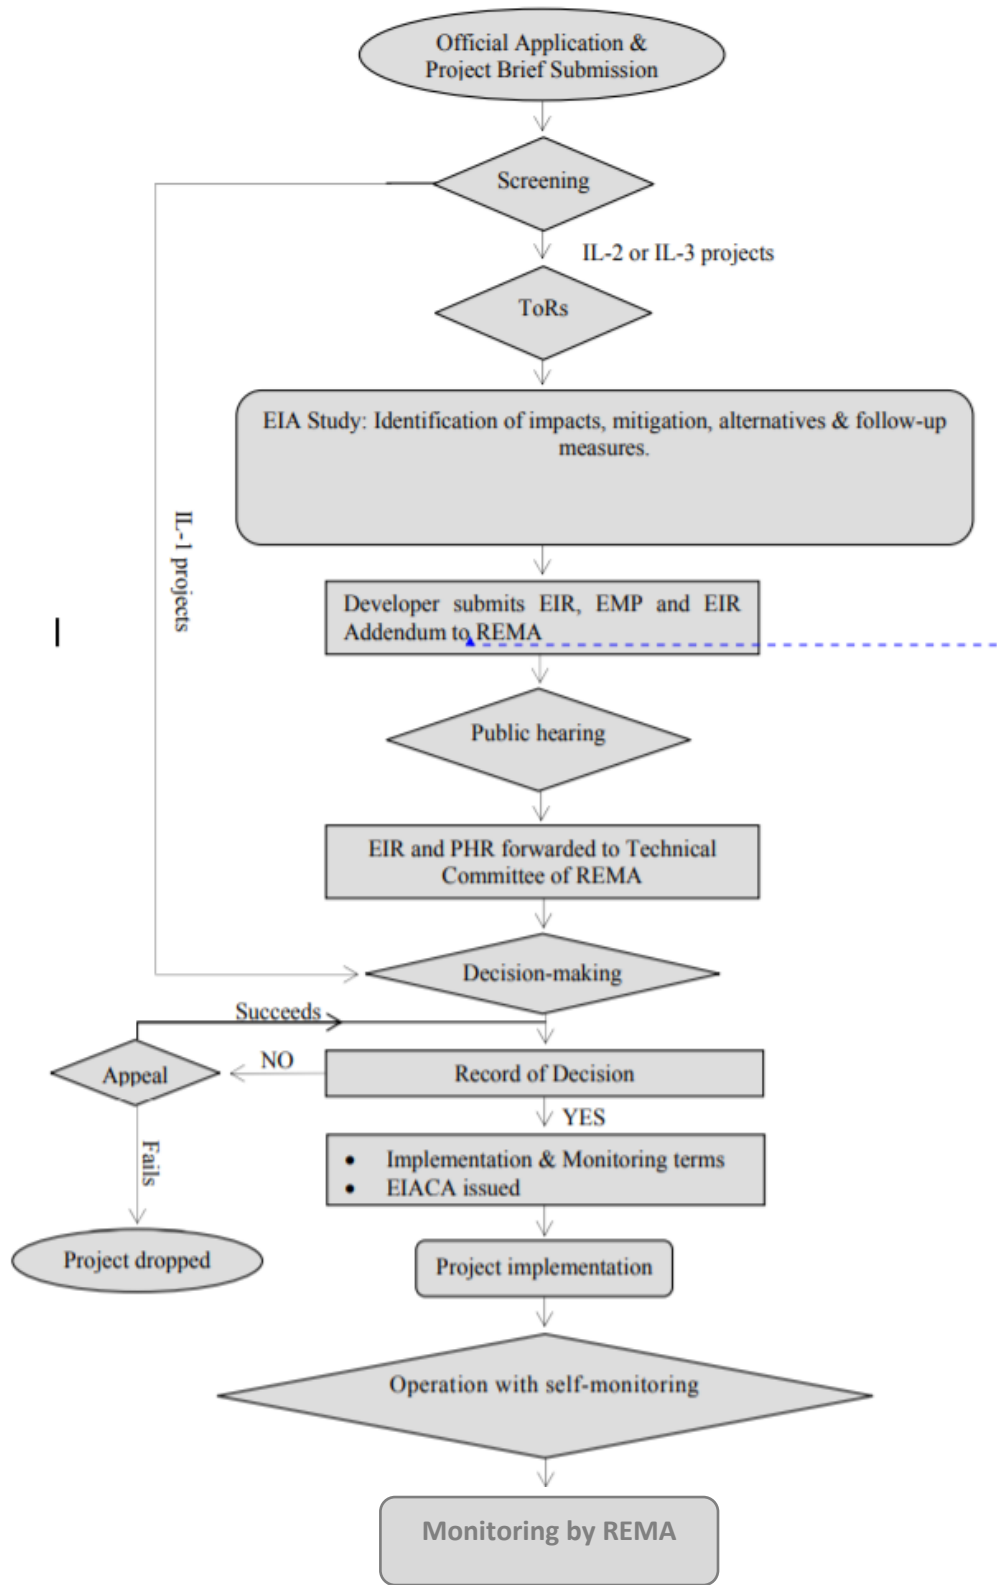 Official Application &
Project Brief Submission
Screening
IL-2 or IL-3 projects
ToRs
EIA Study: Identification of impacts, mitigation, alternatives & follow-up
measures.
IL-1 projects
Developer submits EIR, EMP and EIR
Addendum to REMA
Public hearing
EIR and PHR forwarded to Technical
Committee of REMA
Decision-making
Succeeds
Appeal
NO
Record of Decision
YES
Fails
• Implementation & Monitoring terms
• EIACA issued
Project dropped
Project implementation
Operation with self-monitoring
Monitoring by REMA